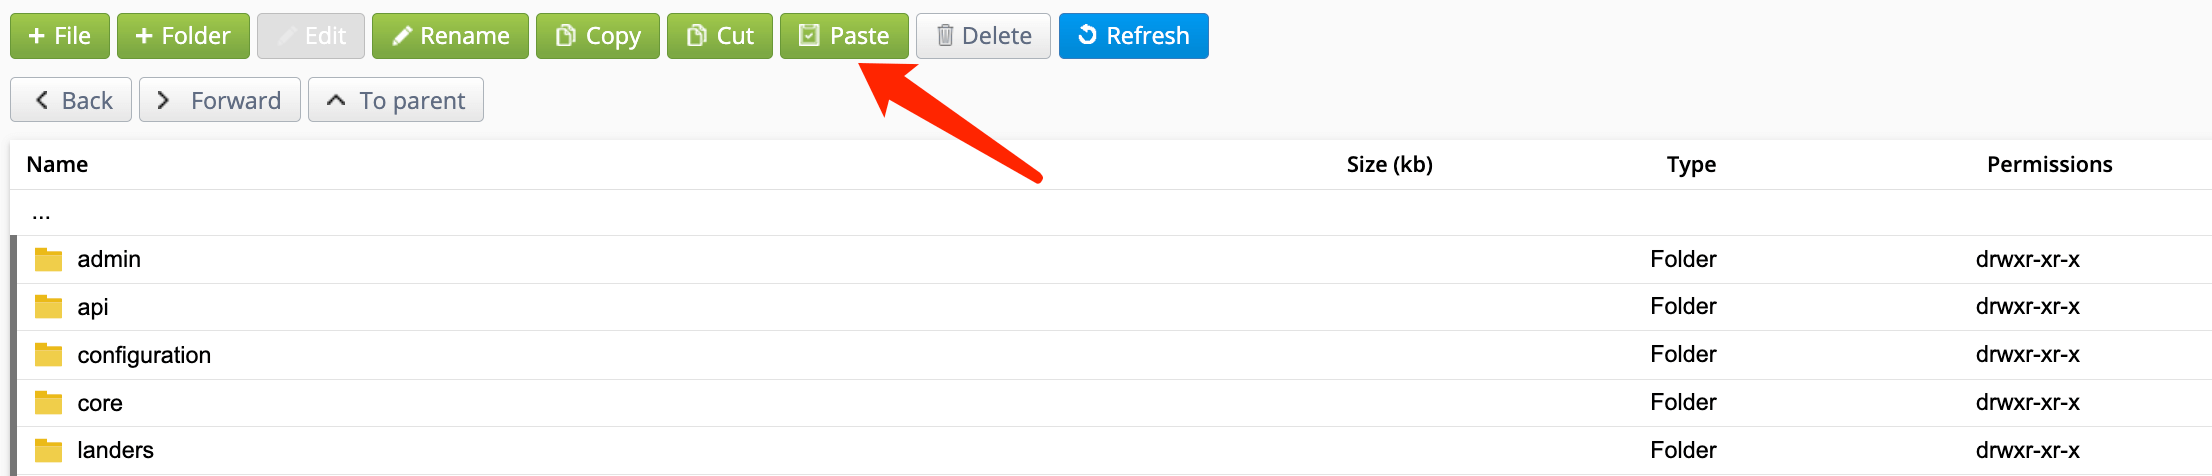 + File + Folder Edit Rename Copy Cut Paste Delete Refresh
Back Forward To parent
Name Size (kb) Type Permissions
...
admin Folder drwxr-xr-x
api Folder drwxr-xr-x
configuration Folder drwxr-xr-x
core Folder drwxr-xr-x
landers Folder drwxr-xr-x